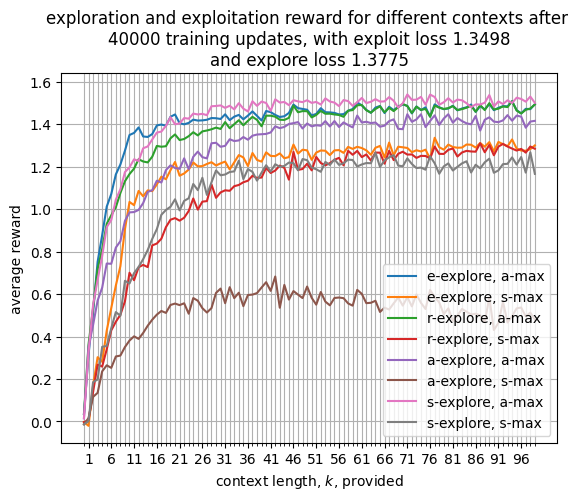 exploration and exploitation reward for different contexts after
40000 training updates, with exploit loss 1.3498
and explore loss 1.3775
1.6
1.4
1.2
1.0
0.8
0.6
0.4
0.2
0.0
average reward
e-explore, a-max
e-explore, s-max
r-explore, a-max
r-explore, s-max
a-explore, a-max
a-explore, s-max
s-explore, a-max
s-explore, s-max
1 6 11 16 21 26 31 36 41 46 51 56 61 66 71 76 81 86 91 96
context length, k, provided